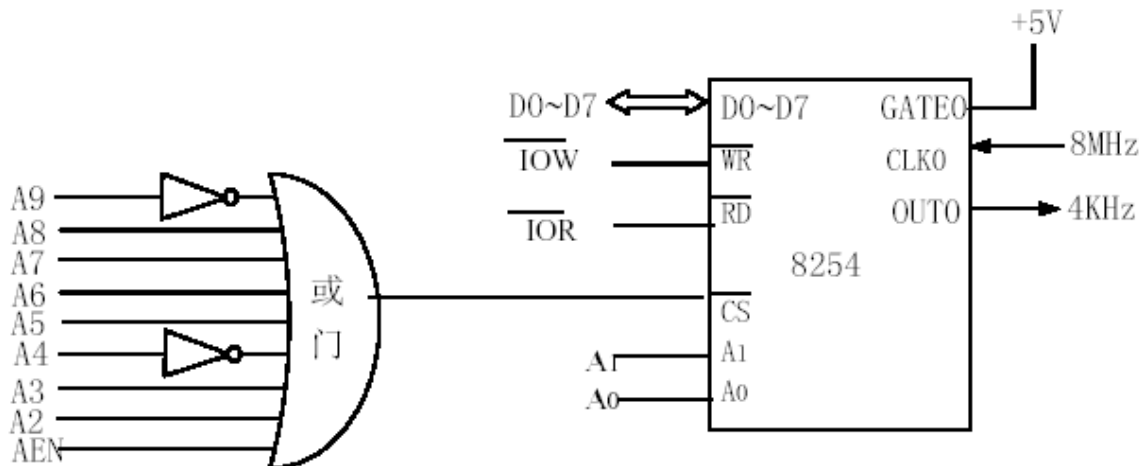 +5V
D0~D7
D0~D7
GATE0
IOW
WR
CLK0
8MHz
A9
IOR
RD
OUT0
4KHz
A8
A7
8254
A6
或
CS
A5
门
A4
A1
A1
A3
A0
A0
A2
AEN